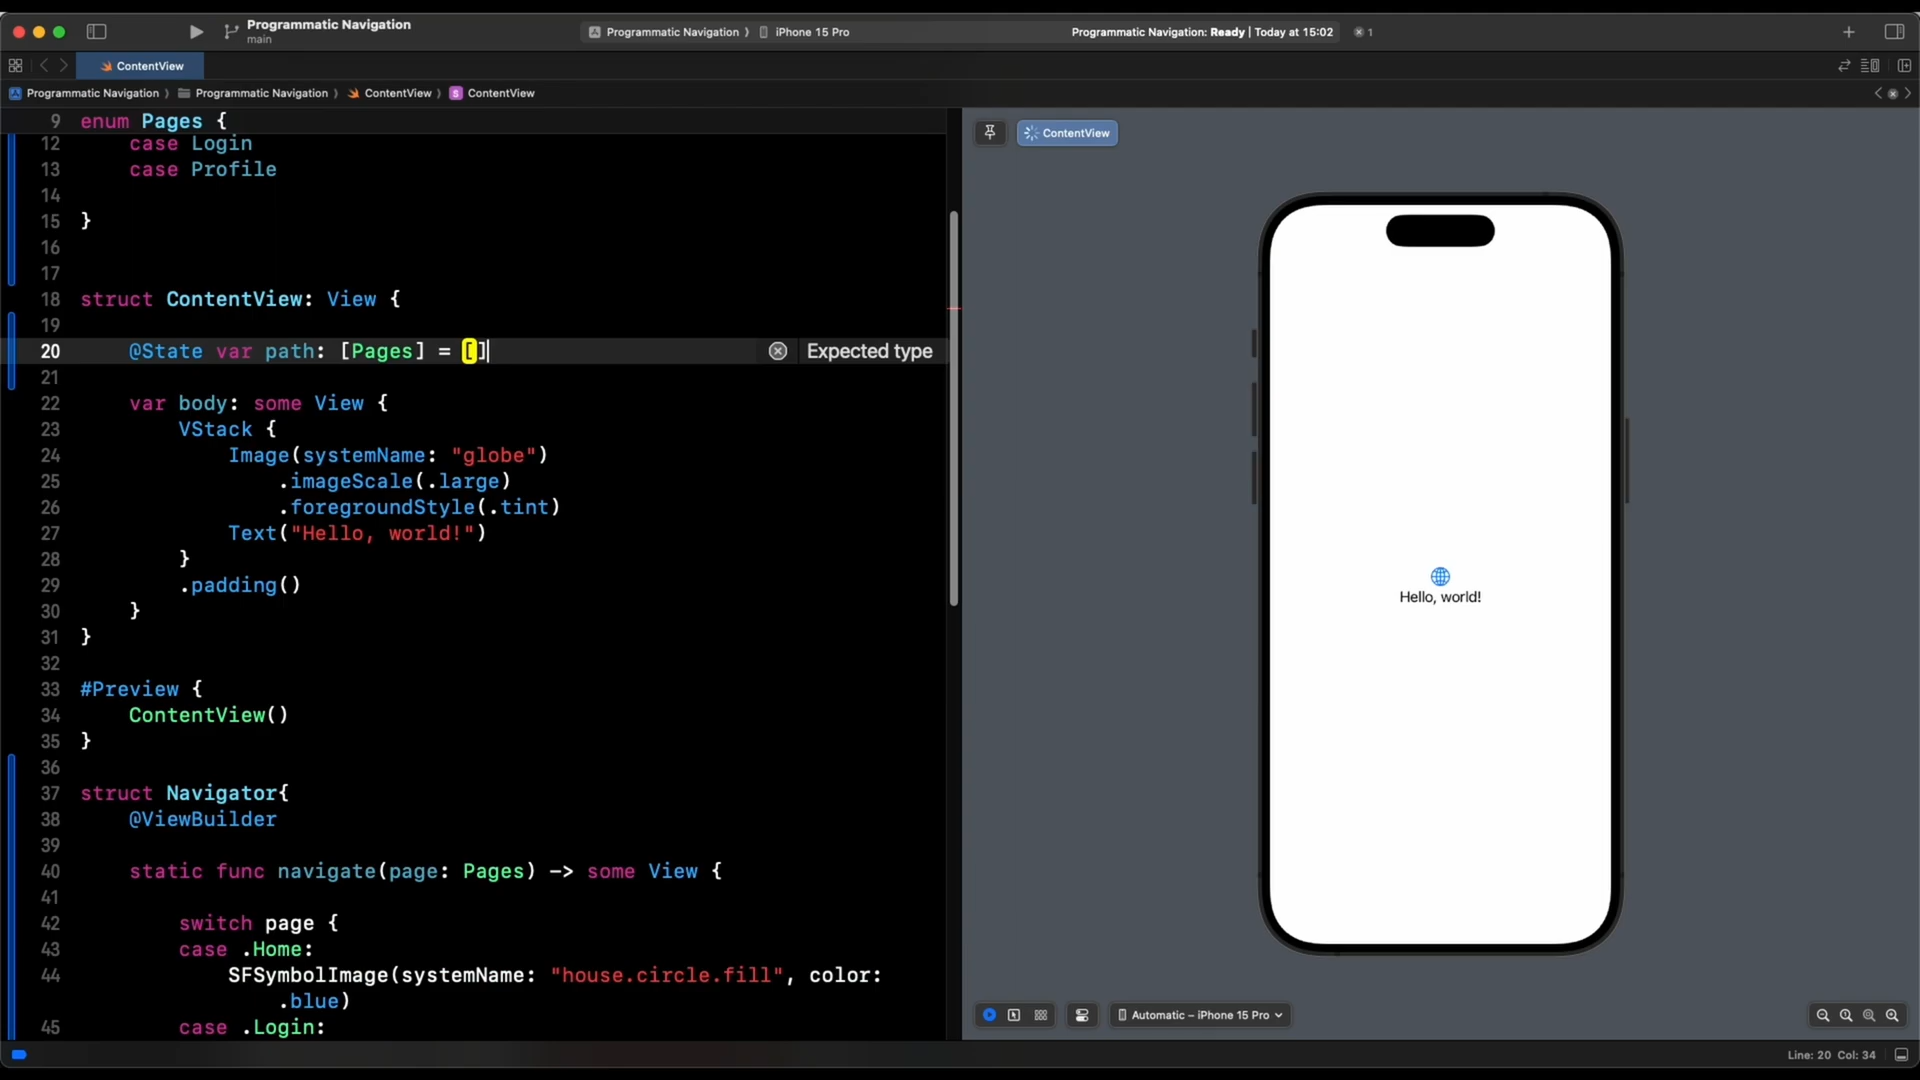 Programmatic Navigation
main
Programmatic Navigation
iPhone 15 Pro
Programmatic Navigation: Ready | Today at 15:02
1
ContentView
Programmatic Navigation
Programmatic Navigation
ContentView
ContentView
9 enum Pages {
12 case Login
13 case Profile
14
15 }
16
17
18 struct ContentView: View {
19
20 @State var path: [Pages] = []
Expected type
21
22 var body: some View {
23 VStack {
24 Image(systemName: "globe")
25 .imageScale(.large)
26 .foregroundStyle(.tint)
27 Text("Hello, world!")
28 }
29 .padding()
30 }
31 }
32
33 #Preview {
34 ContentView()
35 }
36
37 struct Navigator{
38 @ViewBuilder
39
40 static func navigate(page: Pages) -> some View {
41
42 switch page {
43 case .Home:
44 SFSymbolImage(systemName: "house.circle.fill", color:
.blue)
45 case .Login:
ContentView
Hello, world!
Automatic – iPhone 15 Pro
Line: 20 Col: 34